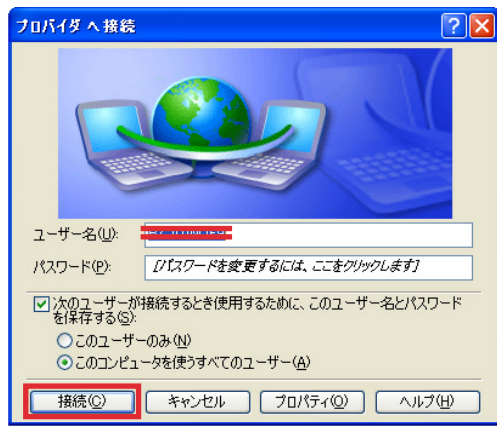 プロバイダ へ接続
ユーザー名(U):
パスワード(P): [パスワードを変更するには、ここをクリックします]
次のユーザーが接続するとき使用するために、このユーザー名とパスワード
を保存する(S):
このユーザーのみ(N)
このコンピュータを使うすべてのユーザー(A)
接続(C) キャンセル プロパティ(O) ヘルプ(H)